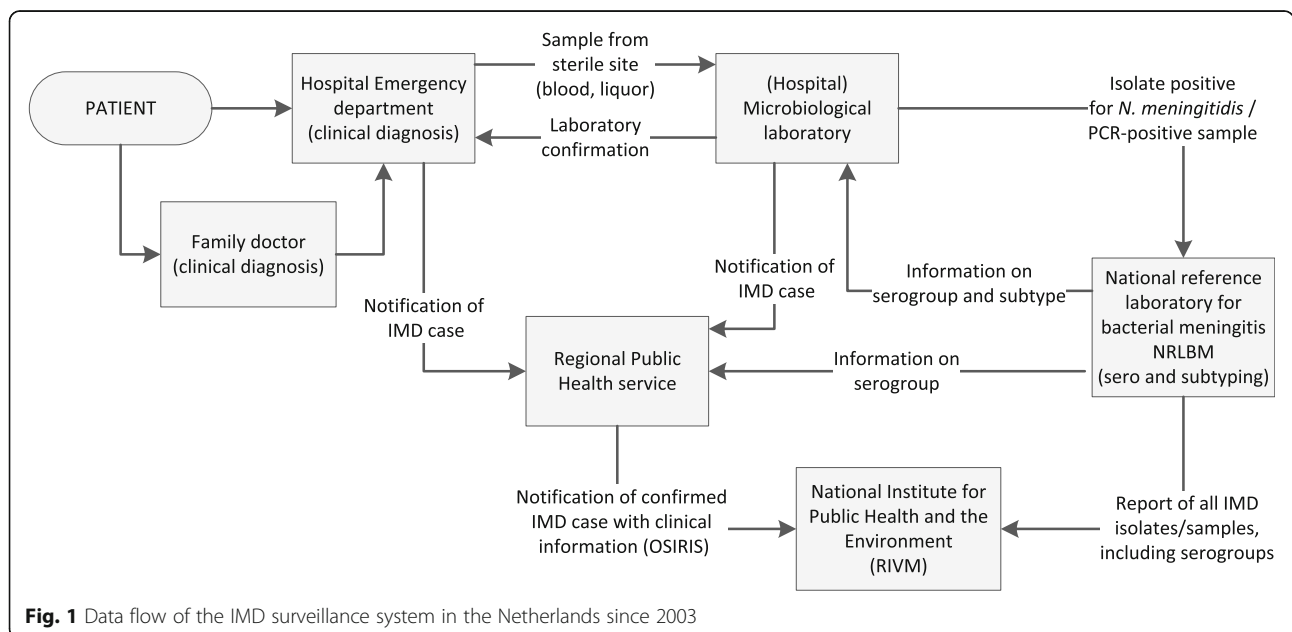 PATIENT
Hospital Emergency
department
(clinical diagnosis)
Sample from
sterile site
(blood, liquor)
Laboratory
confirmation
(Hospital)
Microbiological
laboratory
Isolate positive
for N. meningitidis /
PCR-positive sample
Family doctor
(clinical diagnosis)
Notification of
IMD case
Notification of
IMD case
Information on
serogroup and subtype
National reference
laboratory for
bacterial meningitis
NRLBM
(sero and subtyping)
Regional Public
Health service
Information on
serogroup
Notification of confirmed
IMD case with clinical
information (OSIRIS)
National Institute for
Public Health and the
Environment
(RIVM)
Report of all IMD
isolates/samples,
including serogroups
Fig. 1 Data flow of the IMD surveillance system in the Netherlands since 2003